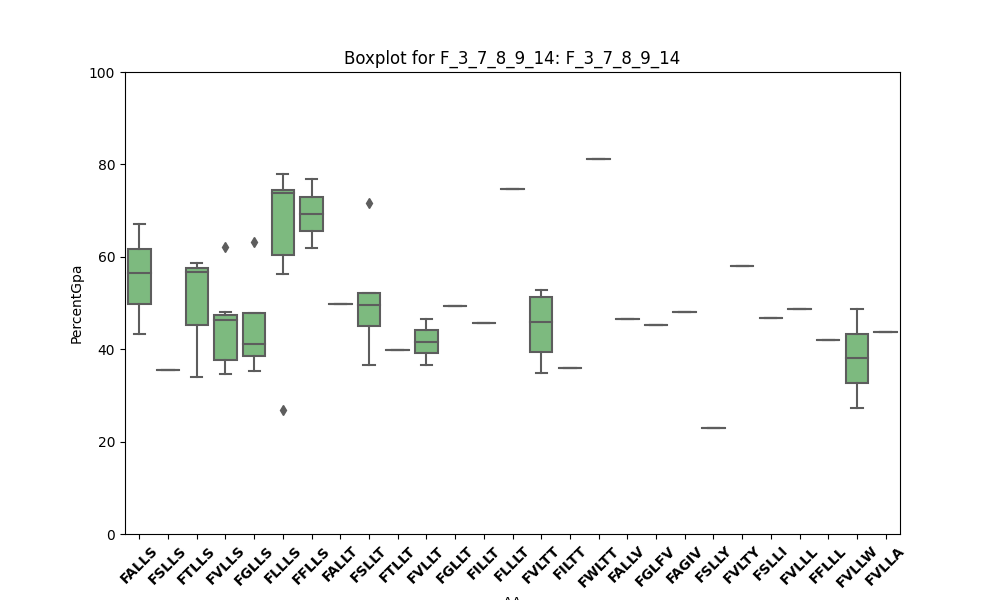 Boxplot for F_3_7_8_9_14: F_3_7_8_9_14
100
80
60
40
20
0
PercentGpa
FALLS
FSLLS
FTLLS
FVLLS
FGLLS
FLLLS
FFLLS
FALLT
FSLLT
FTLLT
FVLLT
FGLLT
FILLT
FLLLT
FVLTT
FILTT
FWLTT
FALLV
FGLFV
FAGIV
FSLLY
FVLTY
FSLLI
FVLLL
FFLLL
FVLLW
FVLLA